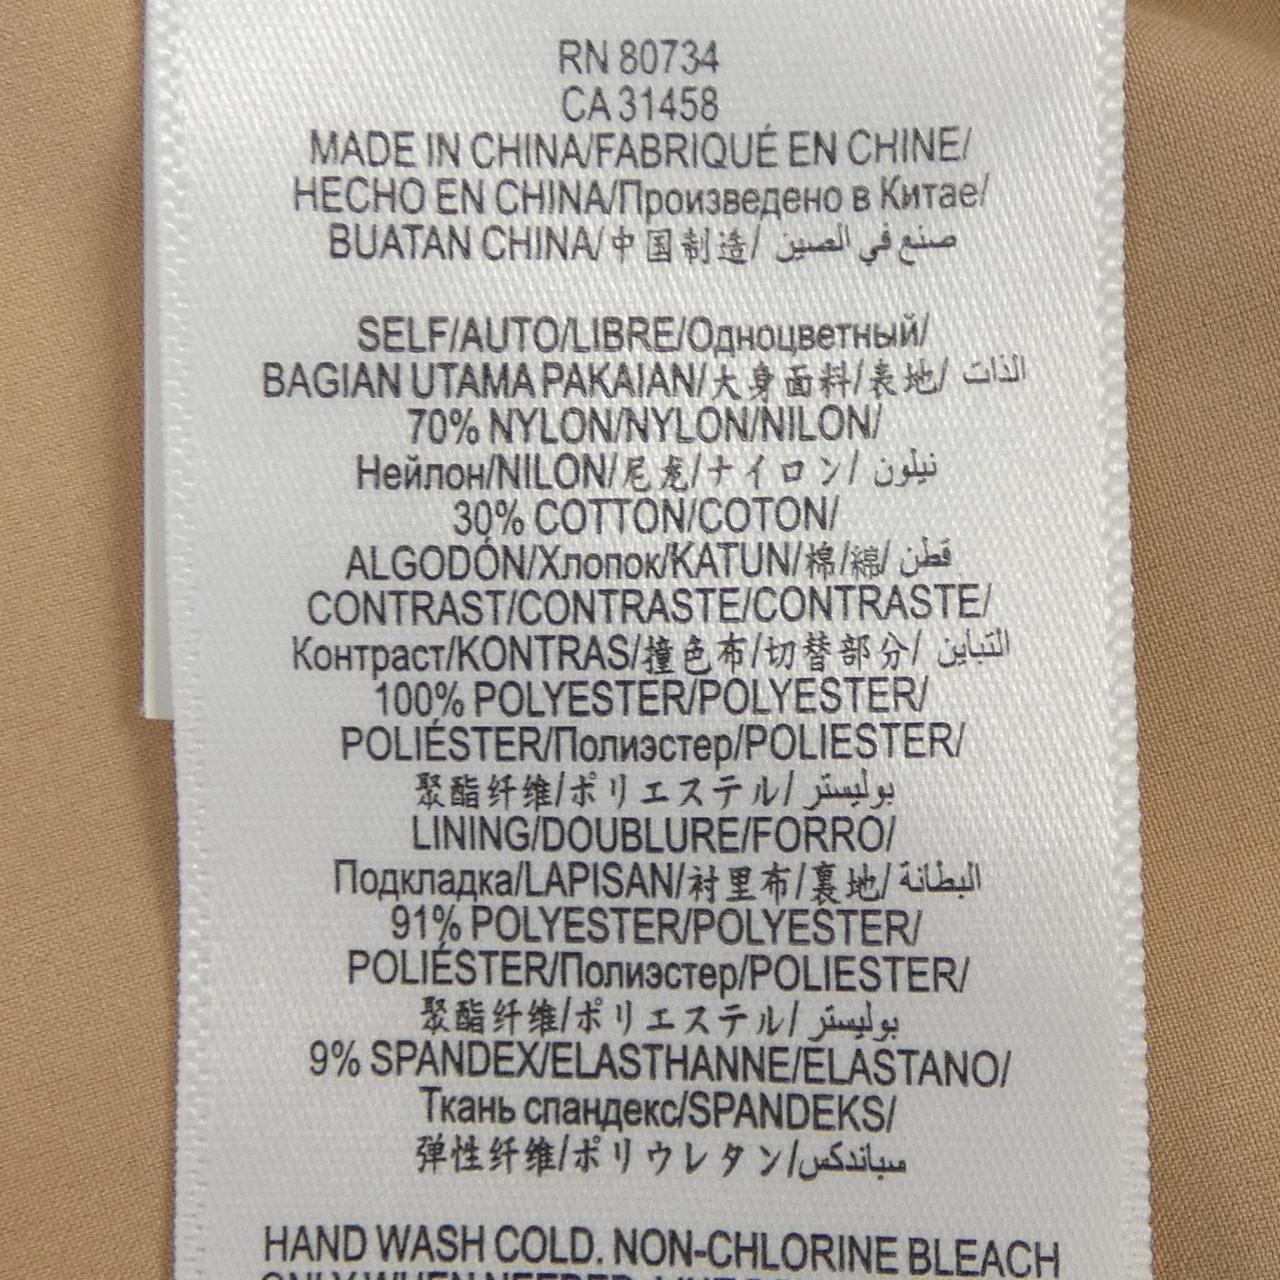 RN 80734
CA 31458
MADE IN CHINA/FABRIQUÉ EN CHINE/
HECHO EN CHINA/Произведено в Китае/
BUATAN CHINA/中国制造/ صنع في الصين
SELF/AUTO/LIBRE/Одноцветный/
BAGIAN UTAMA PAKAIAN/大身面料/表地/ الذات
70% NYLON/NYLON/NILON/
Нейлон/NILON/尼龙/ナイロン/ نيلون
30% COTTON/COTON/
ALGODÓN/Хлопок/KATUN/棉/綿/ قطن
CONTRAST/CONTRASTE/CONTRASTE/
Контраст/KONTRAS/撞色布/切替部分/ التباين
100% POLYESTER/POLYESTER/
POLIÉSTER/Полиэстер/POLIESTER/
聚酯纤维/ポリエステル/ بوليستر
LINING/DOUBLURE/FORRO/
Подкладка/LAPISAN/衬里布/裏地/ البطانة
91% POLYESTER/POLYESTER/
POLIÉSTER/Полиэстер/POLIESTER/
聚酯纤维/ポリエステル/ بوليستر
9% SPANDEX/ELASTHANNE/ELASTANO/
Ткань спандекс/SPANDEKS/
弹性纤维/ポリウレタン/سباندكس
HAND WASH COLD. NON-CHLORINE BLEACH
ONLY WHEN NEEDED.